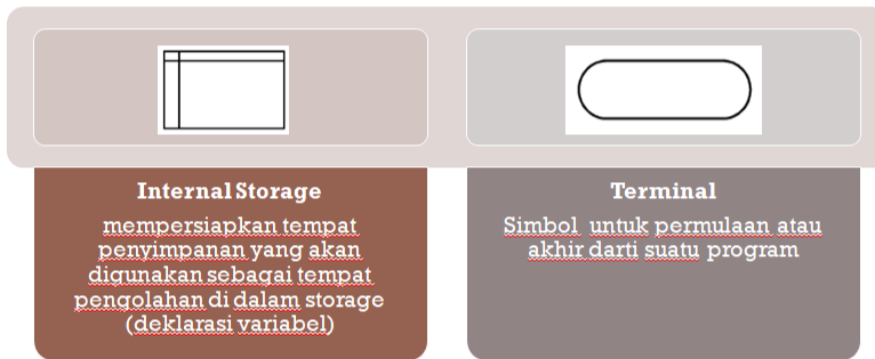 Internal Storage
mempersiapkan tempat
penyimpanan yang akan
digunakan sebagai tempat
pengolahan di dalam storage
(deklarasi variabel)
Terminal
Simbol untuk permulaan atau
akhir darti suatu program